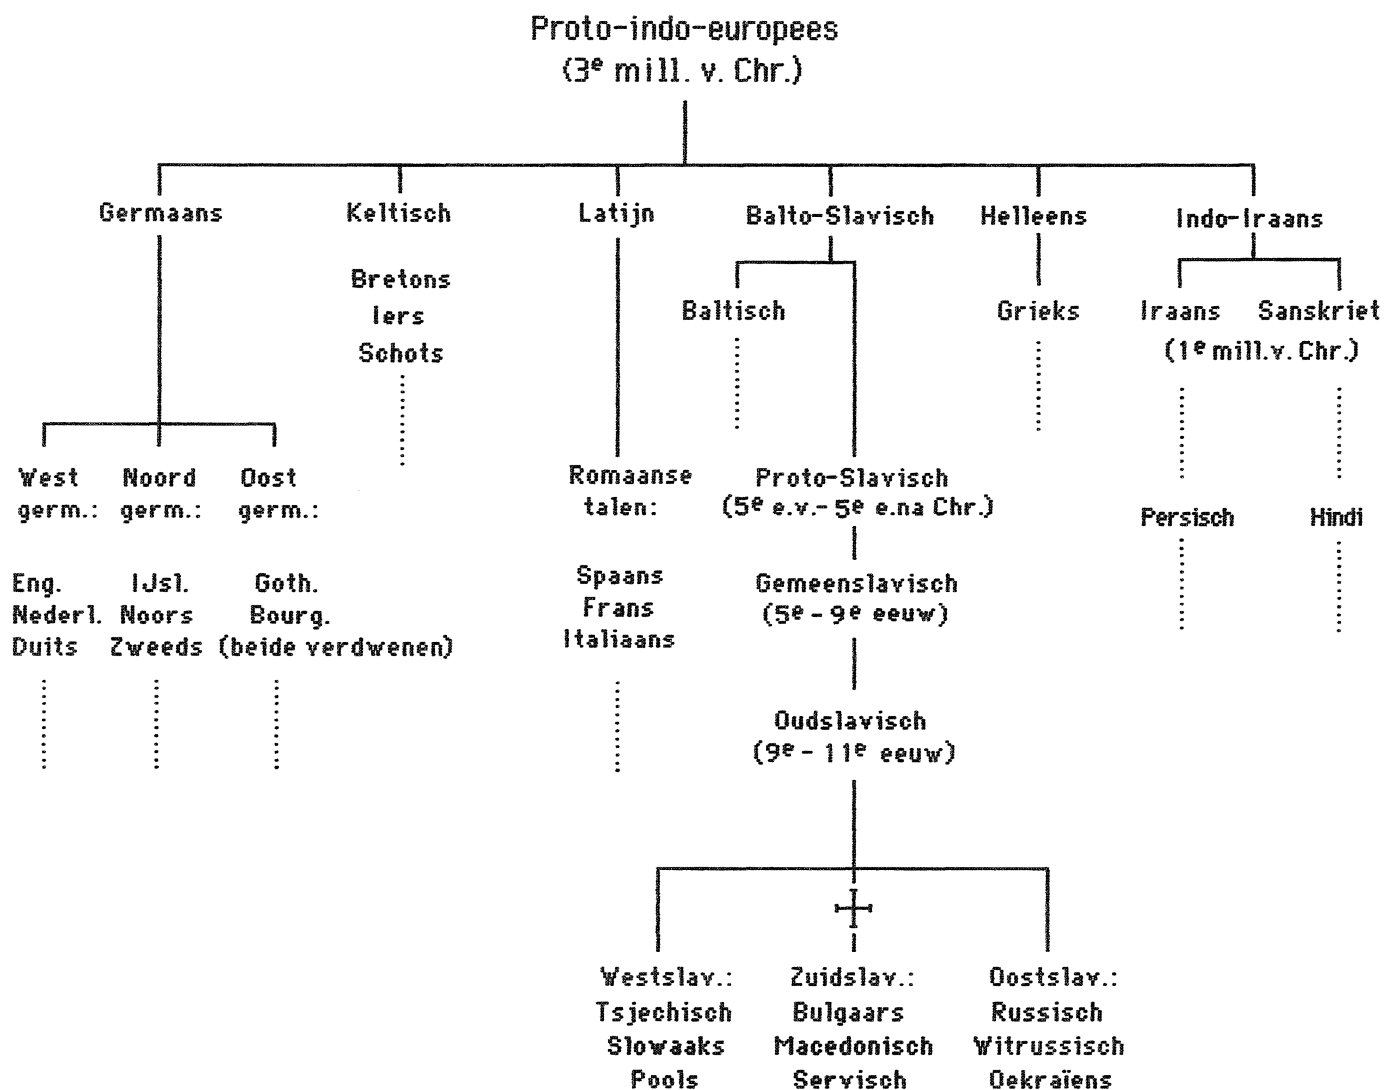 Proto-indo-europees
(3e mill. v. Chr.)
Germaans
Keltisch
Latijn
Balto-Slavisch
Helleens
Indo-Iraans
Bretons
Iers
Schots
Baltisch
Grieks
Iraans
Sanskriet
(1e mill.v. Chr.)
West
germ.:
Noord
germ.:
Oost
germ.:
Romaanse
talen:
Proto-Slavisch
(5e e.v.- 5e e.na Chr.)
Persisch
Hindi
Eng.
Nederl.
Duits
IJsl.
Noors
Zweeds
Goth.
Bourg.
(beide verdwenen)
Spaans
Frans
Italiaans
Gemeenslavisch
(5e - 9e eeuw)
Oudslavisch
(9e - 11e eeuw)
Westslav.:
Tsjechisch
Slowaaks
Pools
Zuidslav.:
Bulgaars
Macedonisch
Servisch
Oostslav.:
Russisch
Witrussisch
Oekraïens